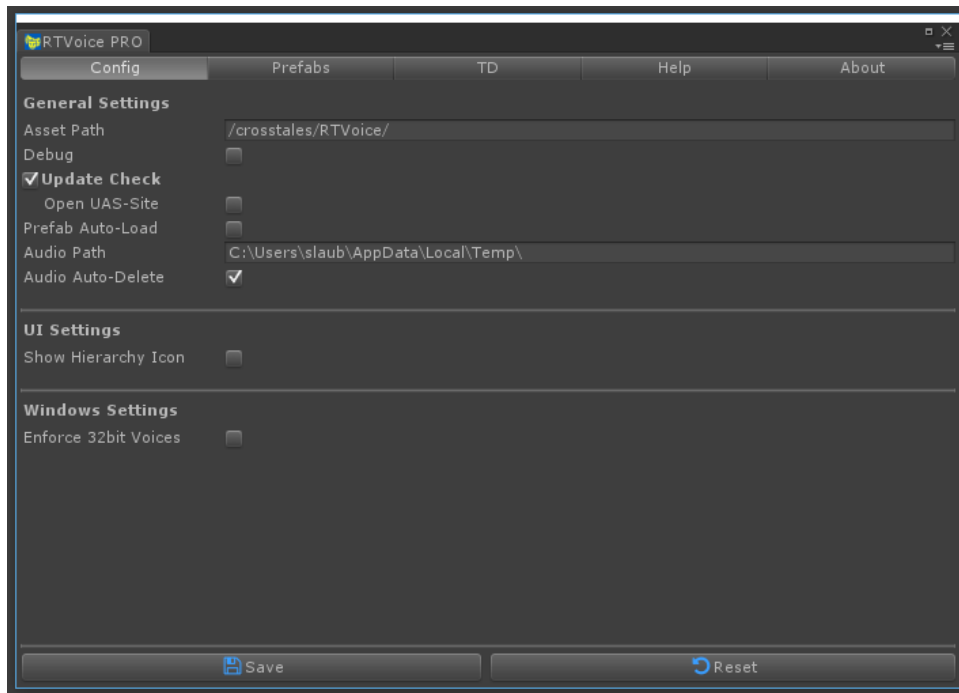 RTVoice PRO
Config Prefabs TD Help About
General Settings
Asset Path /crosstales/RTVoice/
Debug
Update Check
Open UAS-Site
Prefab Auto-Load
Audio Path C:\Users\slaub\AppData\Local\Temp\
Audio Auto-Delete
UI Settings
Show Hierarchy Icon
Windows Settings
Enforce 32bit Voices
Save Reset